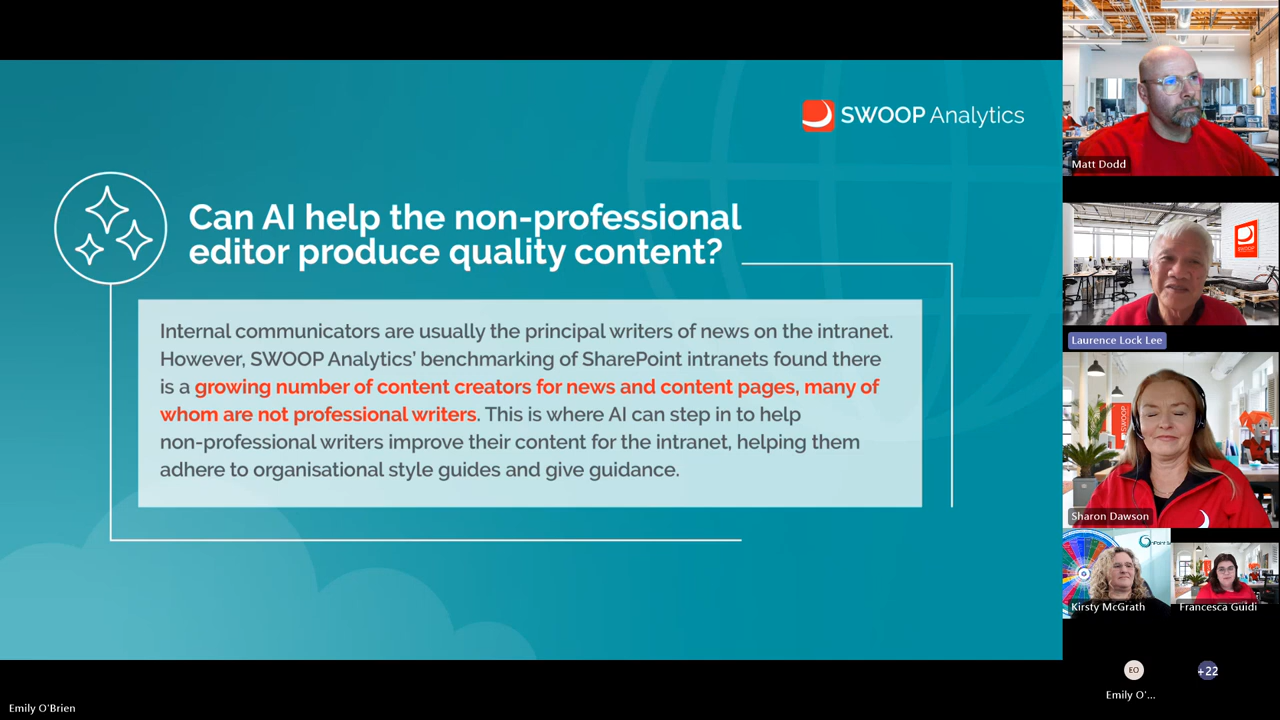 SWOOP Analytics
Can AI help the non-professional
editor produce quality content?
Internal communicators are usually the principal writers of news on the intranet.
However, SWOOP Analytics’ benchmarking of SharePoint intranets found there
is a growing number of content creators for news and content pages, many of
whom are not professional writers. This is where AI can step in to help
non-professional writers improve their content for the intranet, helping them
adhere to organisational style guides and give guidance.
Matt Dodd
SWOOP
Laurence Lock Lee
SWOOP
Sharon Dawson
Kirsty McGrath
Francesca Guidi
EO
+22
Emily O'...
Emily O'Brien